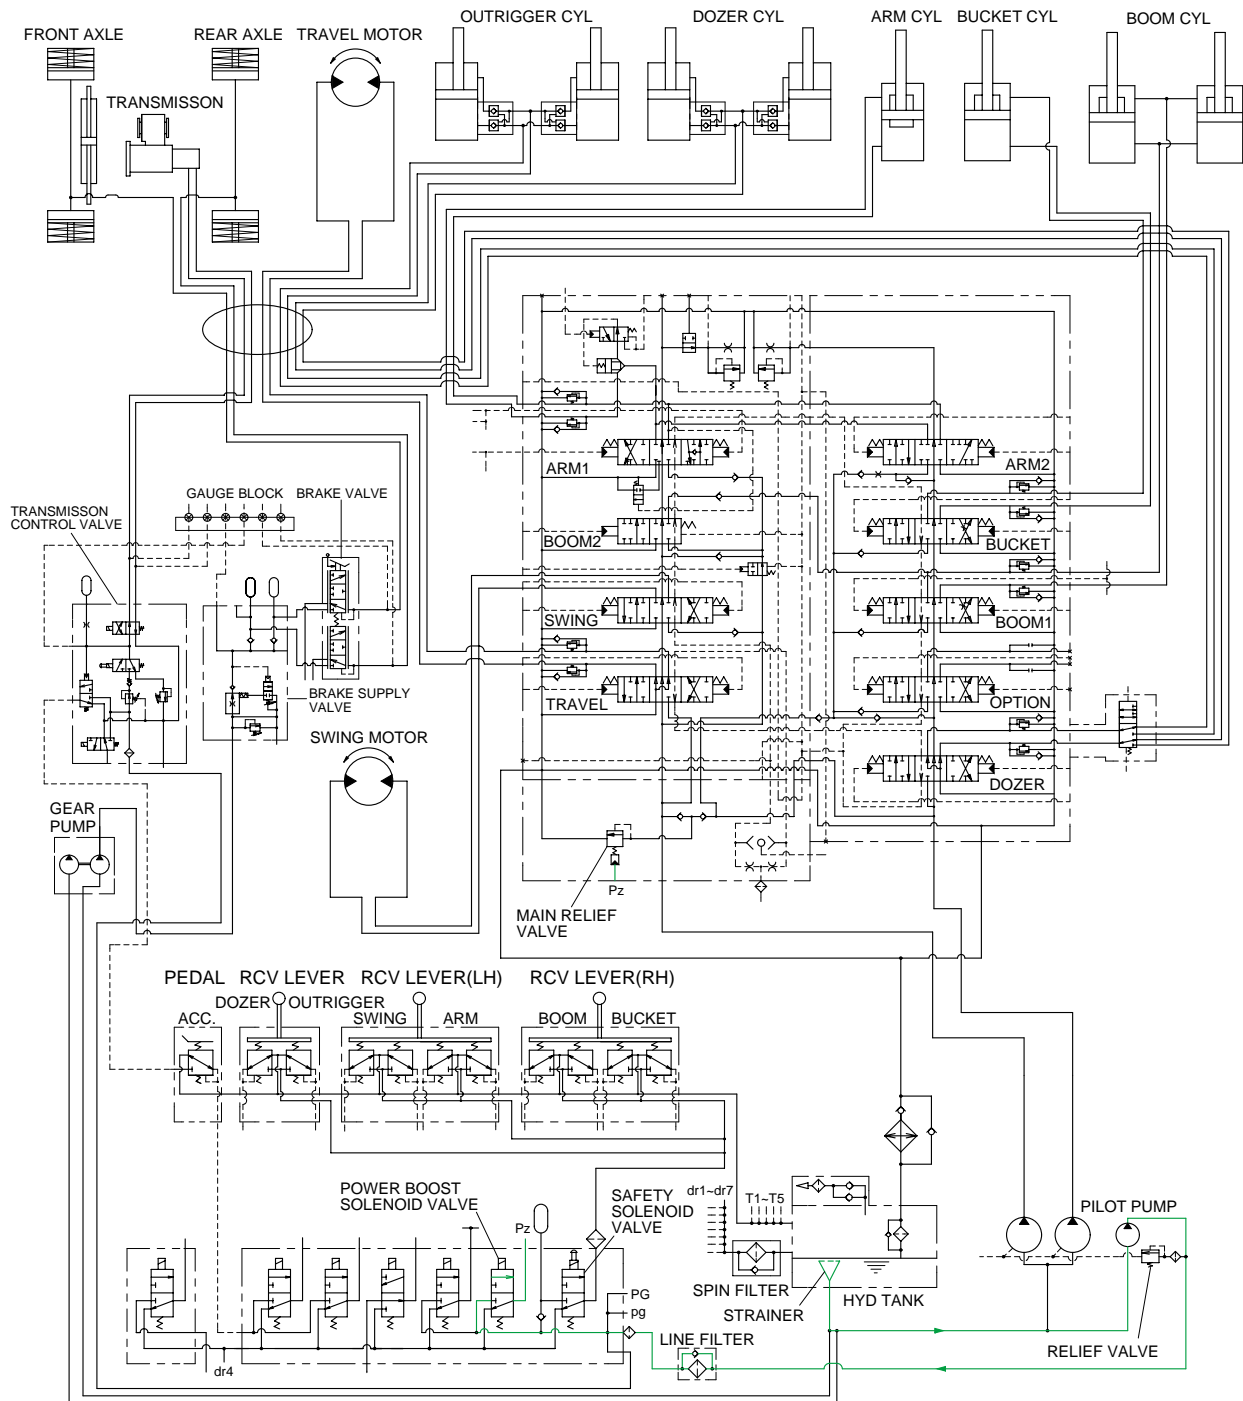 OUTRIGGER CYL
DOZER CYL
ARM CYL
BUCKET CYL
BOOM CYL
FRONT AXLE
REAR AXLE
TRAVEL MOTOR
TRANSMISSON
ARM1
ARM2
GAUGE BLOCK
BRAKE VALVE
TRANSMISSON
CONTROL VALVE
BOOM2
BUCKET
SWING
BOOM1
BRAKE SUPPLY
VALVE
TRAVEL
OPTION
SWING MOTOR
DOZER
GEAR
PUMP
Pz
MAIN RELIEF
VALVE
PEDAL
RCV LEVER
RCV LEVER(LH)
RCV LEVER(RH)
DOZER
OUTRIGGER
ACC.
SWING
ARM
BOOM
BUCKET
POWER BOOST
SOLENOID VALVE
SAFETY
SOLENOID
VALVE
dr1~dr7
T1~T5
PILOT PUMP
Pz
SPIN FILTER
STRAINER
HYD TANK
PG
pg
LINE FILTER
RELIEF VALVE
dr4